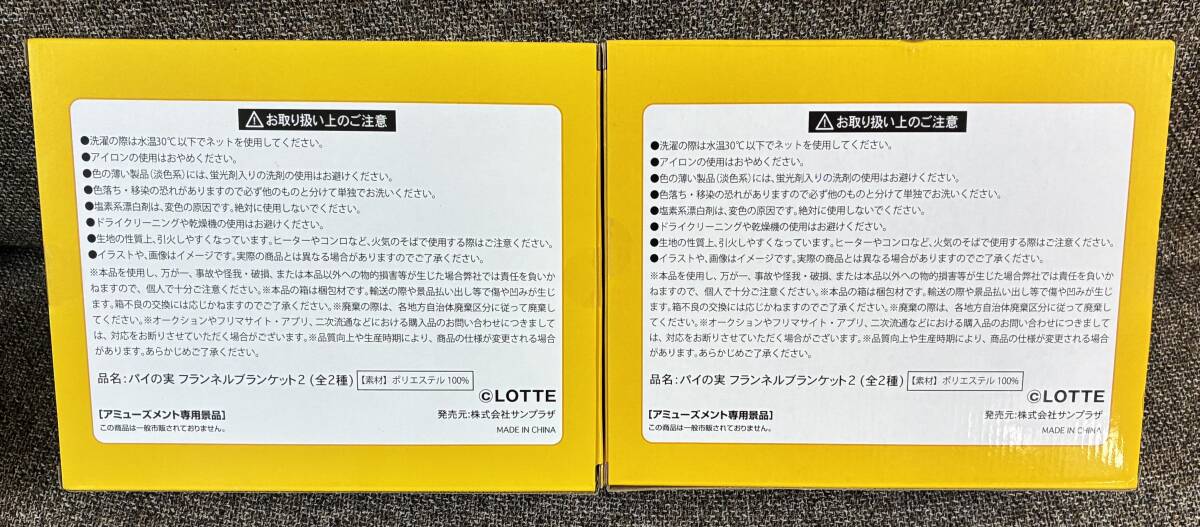 ⚠お取り扱い上のご注意
●洗濯の際は水温30℃以下でネットを使用してください。
●アイロンの使用はおやめください。
●色の薄い製品(淡色系)には、蛍光剤入りの洗剤の使用はお避けください。
●色落ち・移染の恐れがありますので必ず他のものと分けて単独でお洗いください。
●塩素系漂白剤は、変色の原因です。絶対に使用しないでください。
●ドライクリーニングや乾燥機の使用はお避けください。
●生地の性質上、引火しやすくなっています。ヒーターやコンロなど、火気のそばで使用する際はご注意ください。
●イラストや、画像はイメージです。実際の商品とは異なる場合がありますのでご了承ください。
※本品を使用し、万が一、事故や怪我・破損、または本品以外への物的損害等が生じた場合弊社では責任を負いか
ねますので、個人で十分ご注意ください。※本品の箱は梱包材です。輸送の際や景品払い出し等で傷や凹みが生じ
ます。箱不良の交換には応じかねますのでご了承ください。※廃棄の際は、各地方自治体廃棄区分に従って廃棄し
てください。※オークションやフリマサイト・アプリ、二次流通などにおける購入品のお問い合わせにつきまして
は、対応をお断りさせていただく場合がございます。※品質向上や生産時期により、商品の仕様が変更される場合
があります。あらかじめご了承ください。
品名:パイの実 フランネルブランケット2 (全2種) 【素材】ポリエステル100%
©LOTTE
[アミューズメント専用景品] 発売元:株式会社サンプラザ
この商品は一般市販されておりません。 MADE IN CHINA
⚠お取り扱い上のご注意
●洗濯の際は水温30℃以下でネットを使用してください。
●アイロンの使用はおやめください。
●色の薄い製品(淡色系)には、蛍光剤入りの洗剤の使用はお避けください。
●色落ち・移染の恐れがありますので必ず他のものと分けて単独でお洗いください。
●塩素系漂白剤は、変色の原因です。絶対に使用しないでください。
●ドライクリーニングや乾燥機の使用はお避けください。
●生地の性質上、引火しやすくなっています。ヒーターやコンロなど、火気のそばで使用する際はご注意ください。
●イラストや、画像はイメージです。実際の商品とは異なる場合がありますのでご了承ください。
※本品を使用し、万が一、事故や怪我・破損、または本品以外への物的損害等が生じた場合弊社では責任を負いか
ねますので、個人で十分ご注意ください。※本品の箱は梱包材です。輸送の際や景品払い出し等で傷や凹みが生じ
ます。箱不良の交換には応じかねますのでご了承ください。※廃棄の際は、各地方自治体廃棄区分に従って廃棄し
てください。※オークションやフリマサイト・アプリ、二次流通などにおける購入品のお問い合わせにつきまして
は、対応をお断りさせていただく場合がございます。※品質向上や生産時期により、商品の仕様が変更される場合
があります。あらかじめご了承ください。
品名:パイの実 フランネルブランケット2 (全2種) 【素材】ポリエステル100%
©LOTTE
[アミューズメント専用景品] 発売元:株式会社サンプラザ
この商品は一般市販されておりません。 MADE IN CHINA